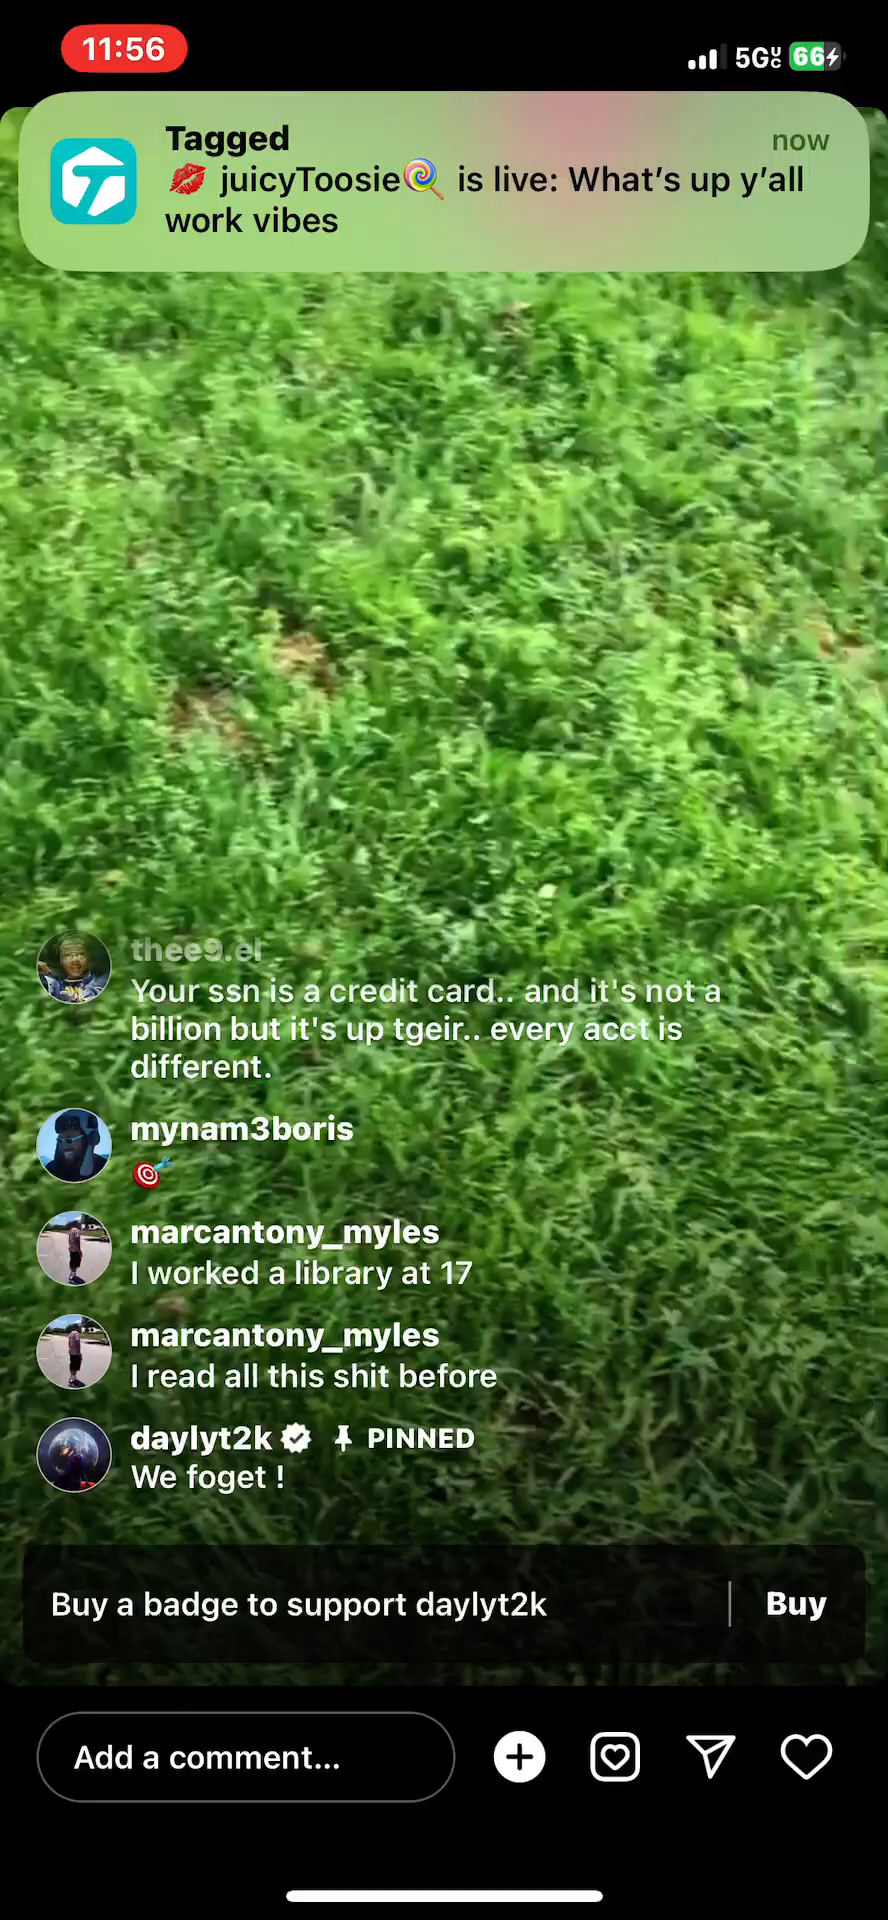 11:56
5G UC 66
Tagged
now
💋 juicyToosie🍭 is live: What's up y'all
work vibes
thee9.el
Your ssn is a credit card.. and it's not a
billion but it's up tgeir.. every acct is
different.
mynam3boris
🎯
marcantony_myles
I worked a library at 17
marcantony_myles
I read all this shit before
daylyt2k PINNED
We foget !
Buy a badge to support daylyt2k | Buy
Add a comment...